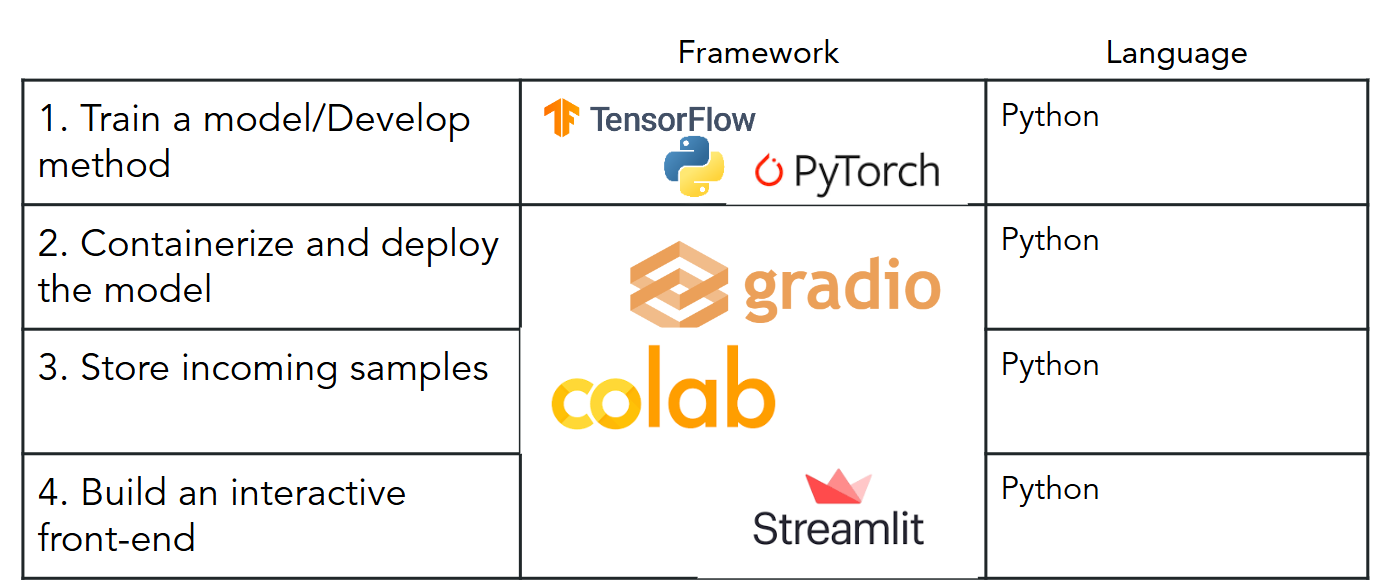 Framework Language
1. Train a model/Develop
method
TensorFlow
PyTorch
Python
2. Containerize and deploy
the model
gradio
Python
3. Store incoming samples
colab
Python
4. Build an interactive
front-end
Streamlit
Python